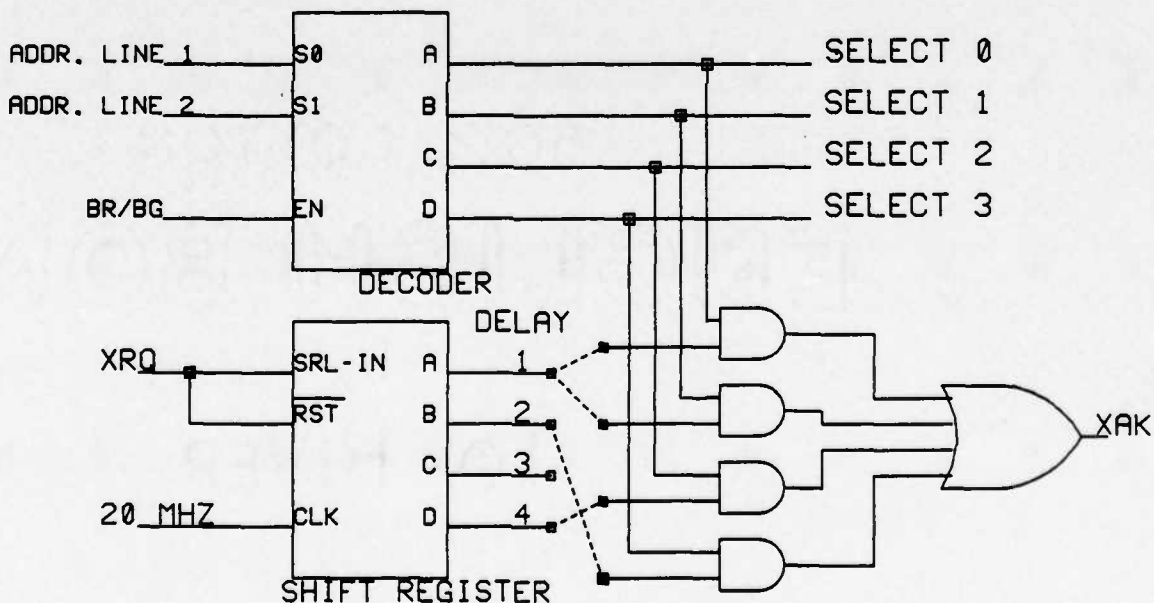 ADDR. LINE 1 S0 A SELECT 0
ADDR. LINE 2 S1 B SELECT 1
C SELECT 2
BR/BG EN D SELECT 3
DECODER
DELAY
XRQ SRL-IN A 1
RST B 2
C 3
20 MHZ CLK D 4
XAK
SHIFT REGISTER